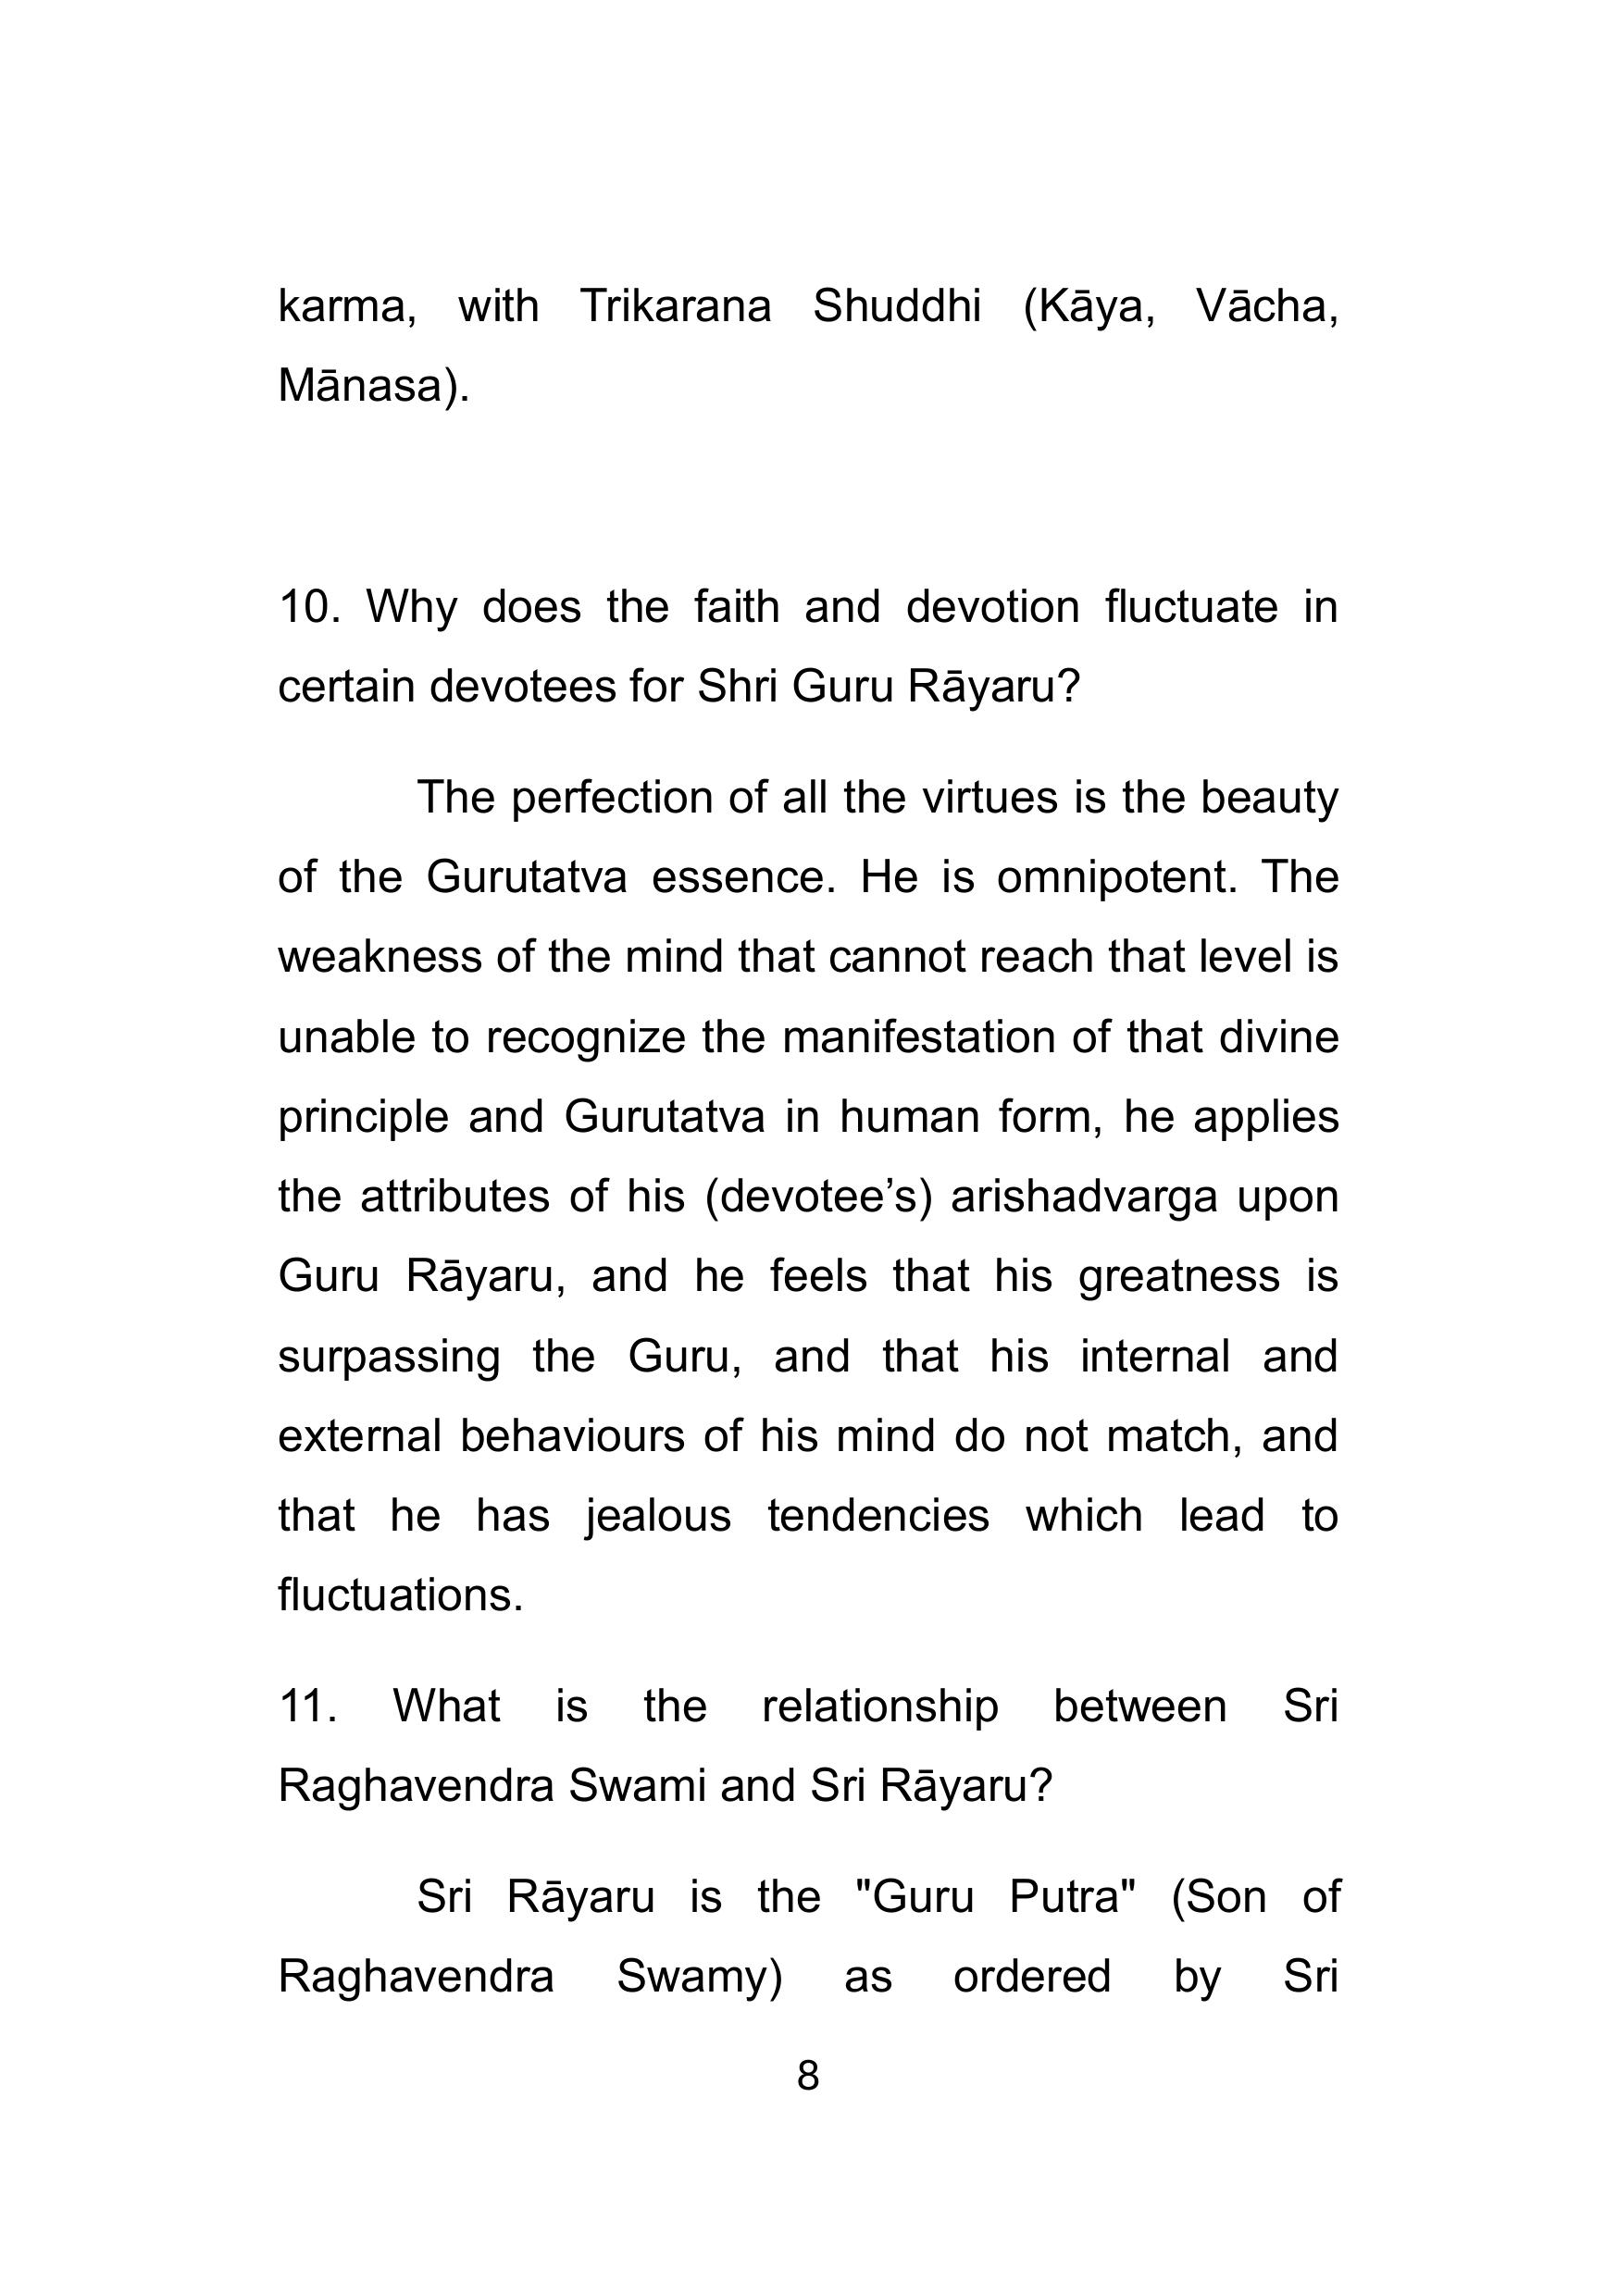 karma, with Trikarana Shuddhi (Kāya, Vācha,
Mānasa).
10. Why does the faith and devotion fluctuate in
certain devotees for Shri Guru Rāyaru?
The perfection of all the virtues is the beauty
of the Gurutatva essence. He is omnipotent. The
weakness of the mind that cannot reach that level is
unable to recognize the manifestation of that divine
principle and Gurutatva in human form, he applies
the attributes of his (devotee’s) arishadvarga upon
Guru Rāyaru, and he feels that his greatness is
surpassing the Guru, and that his internal and
external behaviours of his mind do not match, and
that he has jealous tendencies which lead to
fluctuations.
11. What is the relationship between Sri
Raghavendra Swami and Sri Rāyaru?
Sri Rāyaru is the "Guru Putra" (Son of
Raghavendra Swamy) as ordered by Sri
8